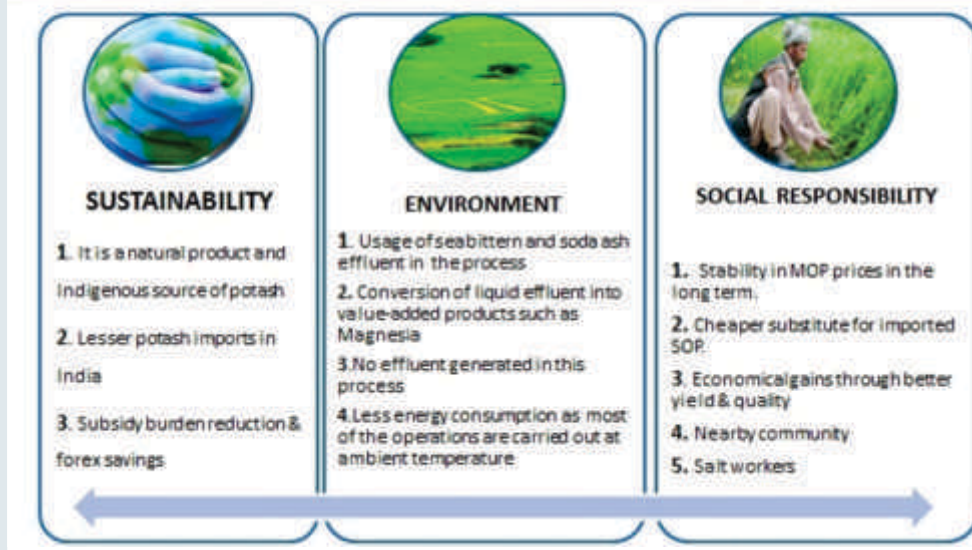 SUSTAINABILITY
1. It is a natural product and
Indigenous source of potash
2. Lesser potash imports in
India
3. Subsidy burden reduction &
forex savings
ENVIRONMENT
1. Usage of seabittern and soda ash
effluent in the process
2. Conversion of liquid effluent into
value-added products such as
Magnesia
3.No effluent generated in this
process
4.Less energy consumption as most
of the operations are carried out at
ambient temperature
SOCIAL RESPONSIBILITY
1. Stability in MOP prices in the
long term.
2. Cheaper substitute for imported
SOP.
3. Economical gains through better
yield & quality
4. Nearby community
5. Salt workers